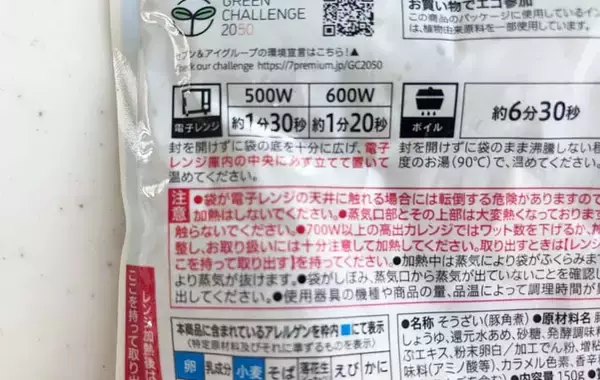 GREEN
CHALLENGE
2050
お買い物でエコ参加
この商品のパッケージに使用しているイン
は、植物由来原料を一部使用しています。
ブン＆アイグループの環境宣言はこちら！
eck our challenge https://7premium.jp/GC2050
電子レンジ
500W
600W
約1分30秒
約1分20秒
ボイル
約6分30秒
封を開けずに袋の底を十分に広げ、電子
レンジ庫内の中央に必ず立てて置いて
温めてください。
封を開けずに袋のまま沸騰しない程
度のお湯（90℃）で、温めてください。
注意
●袋が電子レンジの天井に触れる場合には転倒する危険がありますので
加熱はしないでください。●蒸気口部とその上部は大変熱くなっております
触らないでください。●700W以上の高出力レンジではワット数を下げるか、加
整し、お取り扱いには十分注意して加熱してください。取り出すときは【レンジ
ここを持って取り出す】を持ってください。●加熱中は蒸気により袋がふくらみます
より蒸気が抜けます。●袋がしぼみ、蒸気口から蒸気が出ていないことを確認し
出してください。●使用器具の機種や商品の量、品温によって調理時間が
レンジ加熱後は
ここを持って取り出
本商品に含まれているアレルゲンを枠内■にて表示
（特定原材料及びそれに準ずるものを表示）
卵
乳成分
小麦
そば
落花生
えび
かに
●名称 そうざい（豚角煮）●原材料名
しょうゆ、還元水あめ、砂糖、発酵調味料
ぶエキス、粉末卵白／加工でん粉、増粘
味料（アミノ酸等）、カラメル色素、
●内容量 150g